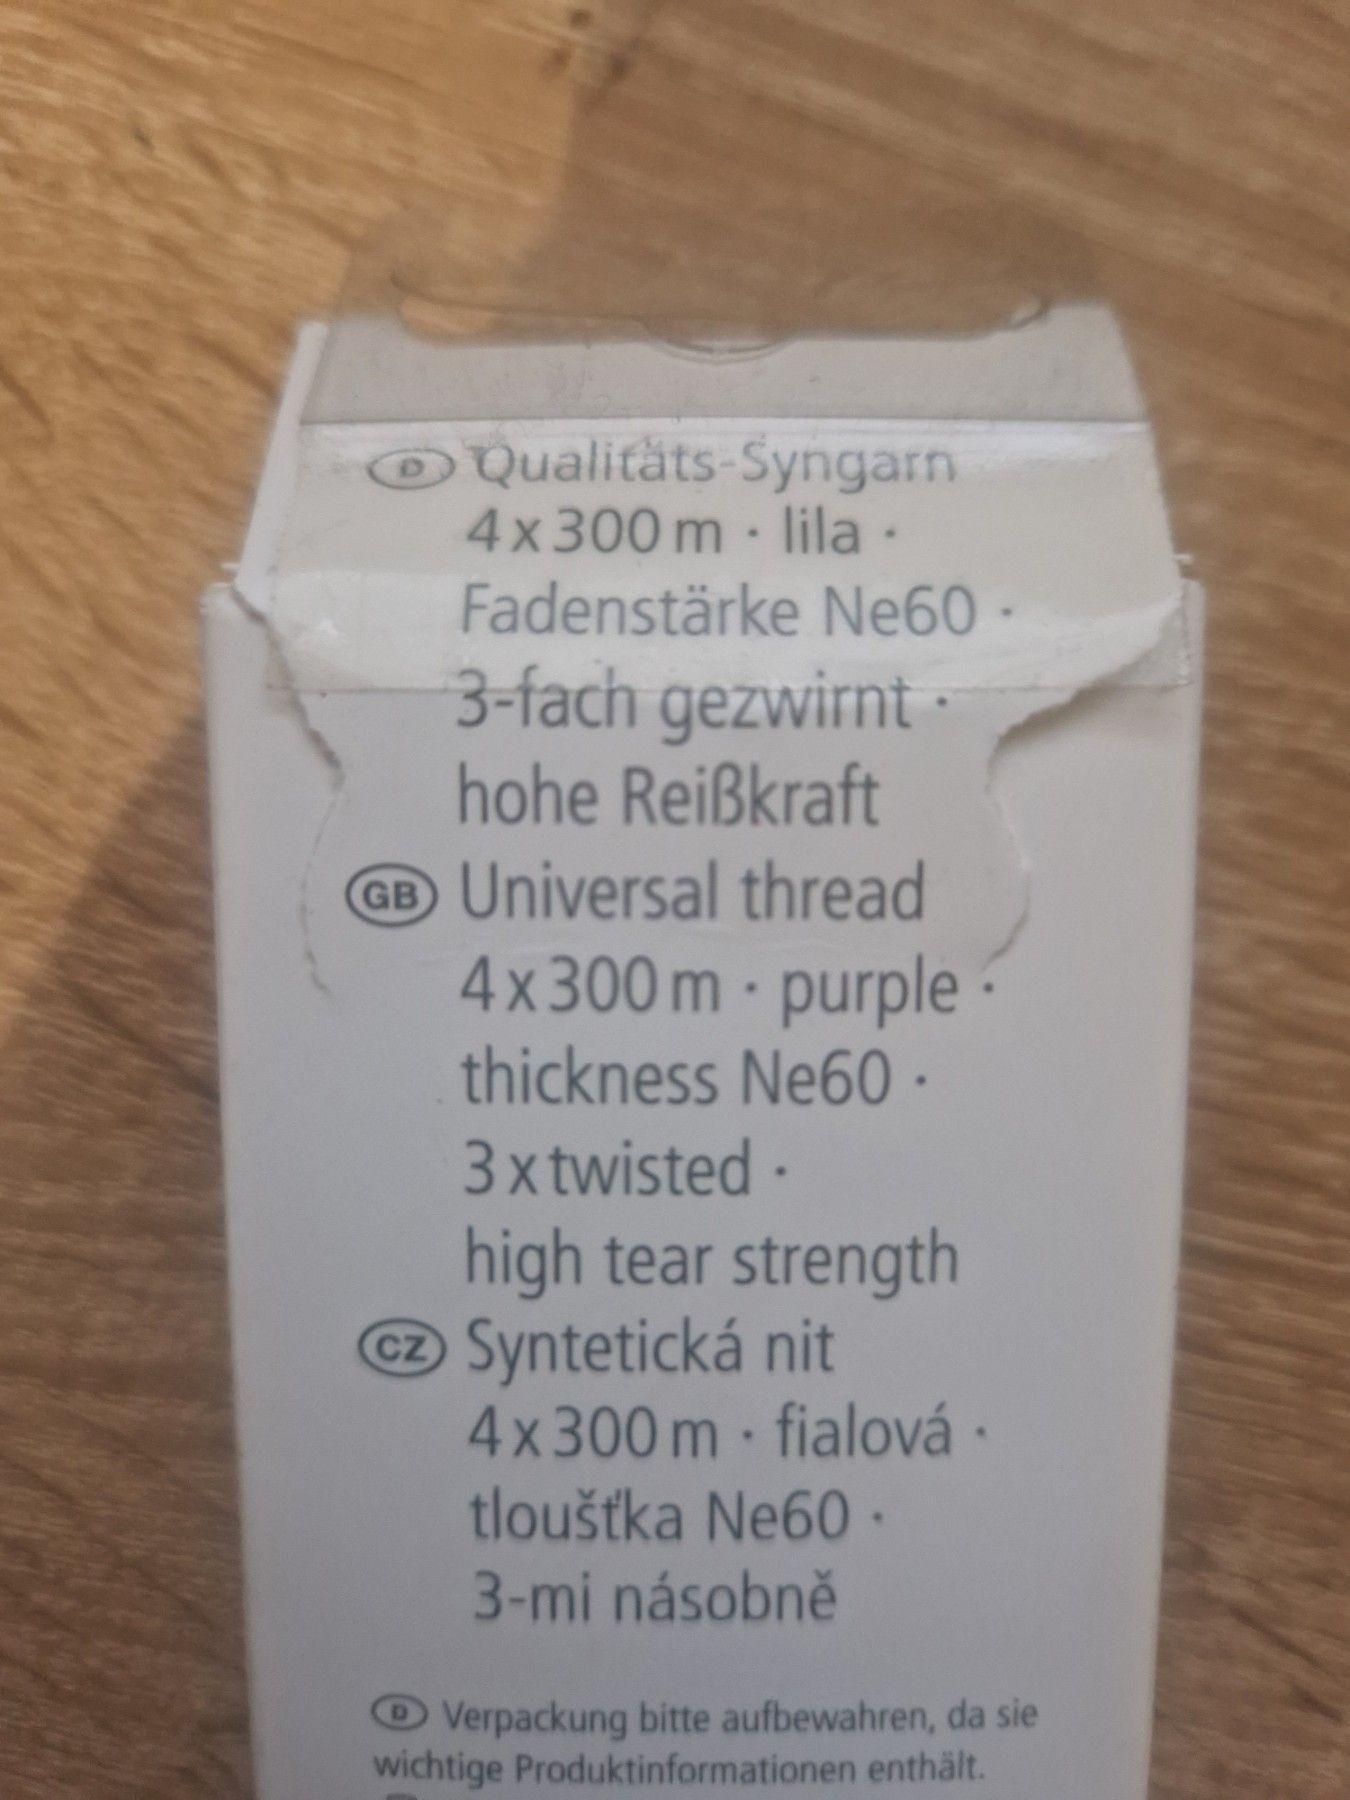 D Qualitäts-Syngarn
4 x 300 m · lila ·
Fadenstärke Ne60 ·
3-fach gezwirnt ·
hohe Reißkraft
GB Universal thread
4 x 300 m · purple ·
thickness Ne60 ·
3 x twisted ·
high tear strength
CZ Syntetická nit
4 x 300 m · fialová ·
tloušťka Ne60 ·
3-mi násobně
D Verpackung bitte aufbewahren, da sie
wichtige Produktinformationen enthält.